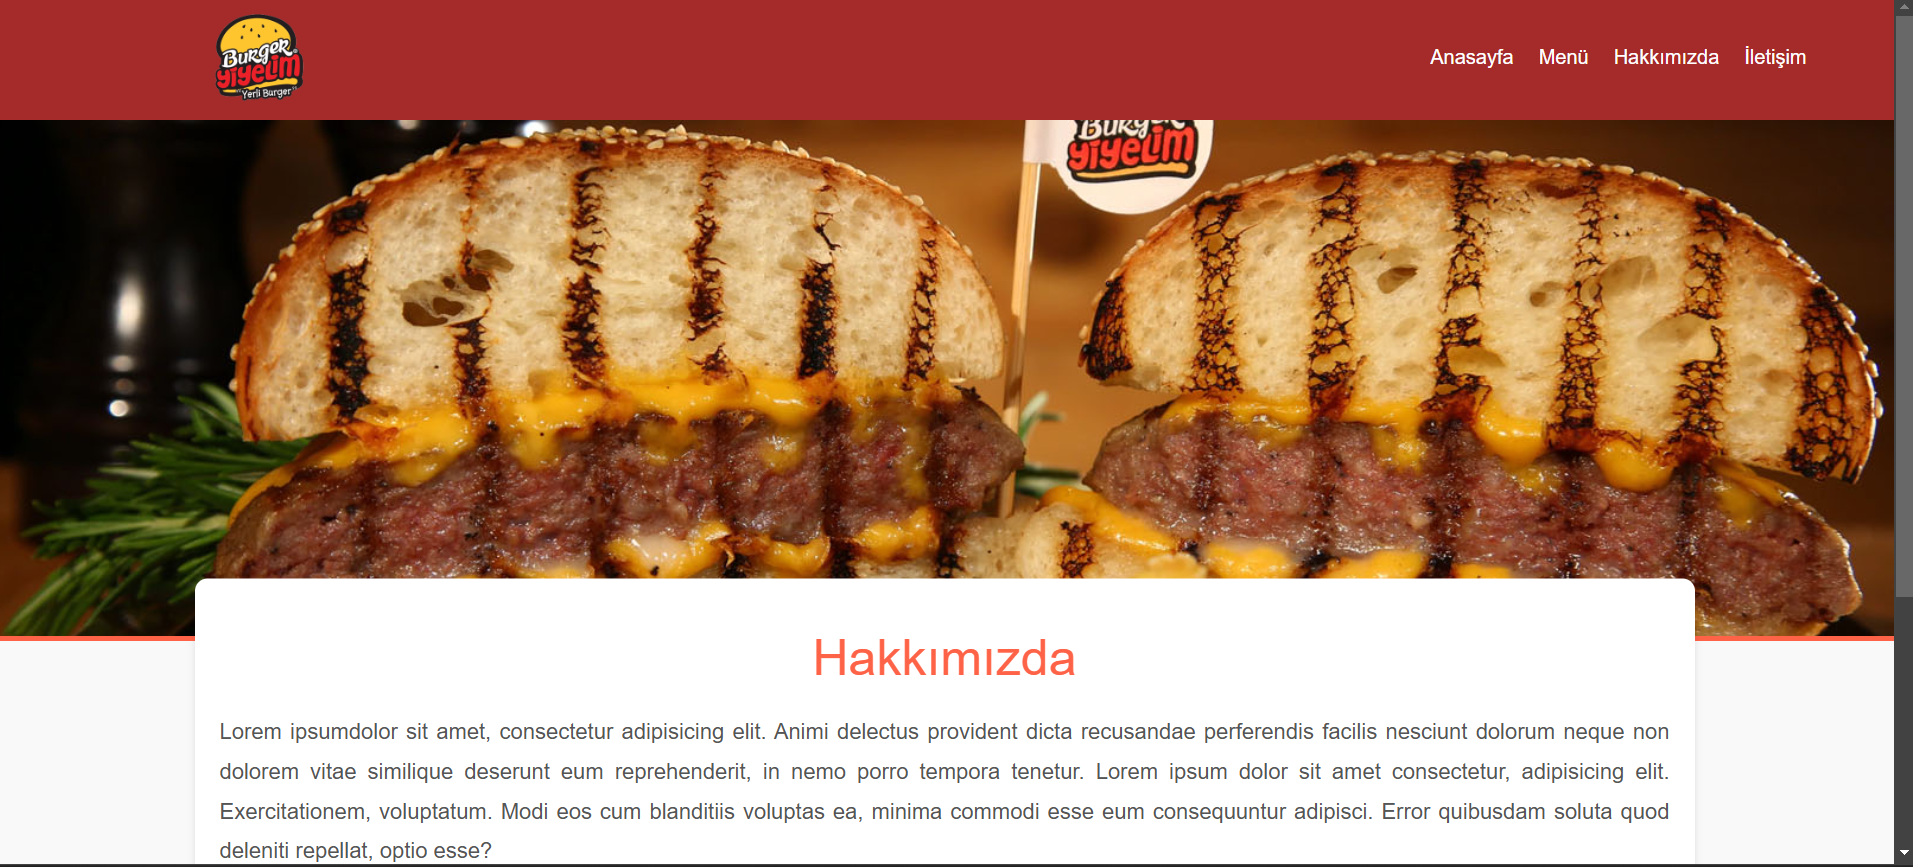 Burger
yiyelim
"Yerli Burger"
Anasayfa Menü Hakkımızda İletişim
Burger
yiyelim
Hakkımızda
Lorem ipsumdolor sit amet, consectetur adipisicing elit. Animi delectus provident dicta recusandae perferendis facilis nesciunt dolorum neque non
dolorem vitae similique deserunt eum reprehenderit, in nemo porro tempora tenetur. Lorem ipsum dolor sit amet consectetur, adipisicing elit.
Exercitationem, voluptatum. Modi eos cum blanditiis voluptas ea, minima commodi esse eum consequuntur adipisci. Error quibusdam soluta quod
deleniti repellat, optio esse?